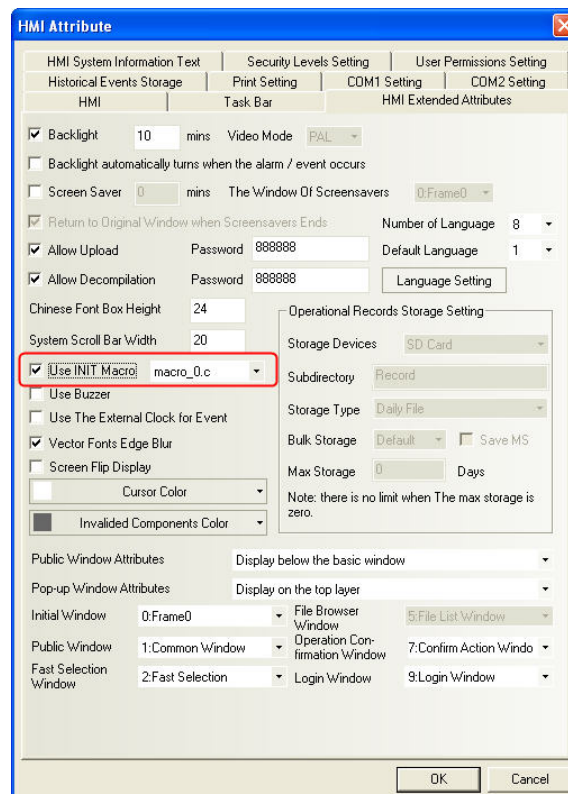 HMI Attribute
HMI System Information Text Security Levels Setting User Permissions Setting
Historical Events Storage Print Setting COM1 Setting COM2 Setting
HMI Task Bar HMI Extended Attributes
Backlight 10 mins Video Mode PAL
Backlight automatically turns when the alarm / event occurs
Screen Saver 0 mins The Window Of Screensavers 0:Frame0
Return to Original Window when Screensavers Ends Number of Language 8
Allow Upload Password 888888 Default Language 1
Allow Decompilation Password 888888 Language Setting
Chinese Font Box Height 24 Operational Records Storage Setting
System Scroll Bar Width 20 Storage Devices SD Card
Use INIT Macro macro_0.c Subdirectory Record
Use Buzzer
Use The External Clock for Event Storage Type Daily File
Vector Fonts Edge Blur Bulk Storage Default Save MS
Screen Flip Display Max Storage 0 Days
Cursor Color Note: there is no limit when The max storage is
Invalided Components Color zero.
Public Window Attributes Display below the basic window
Pop-up Window Attributes Display on the top layer
Initial Window 0:Frame0 File Browser Window 5:File List Window
Public Window 1:Common Window Operation Con-
firmation Window 7:Confirm Action Windo
Fast Selection
Window 2:Fast Selection Login Window 9:Login Window
OK Cancel